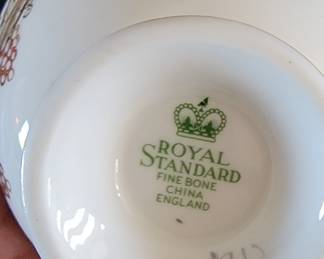 ROYAL
STANDARD
FINE BONE
CHINA
ENGLAND